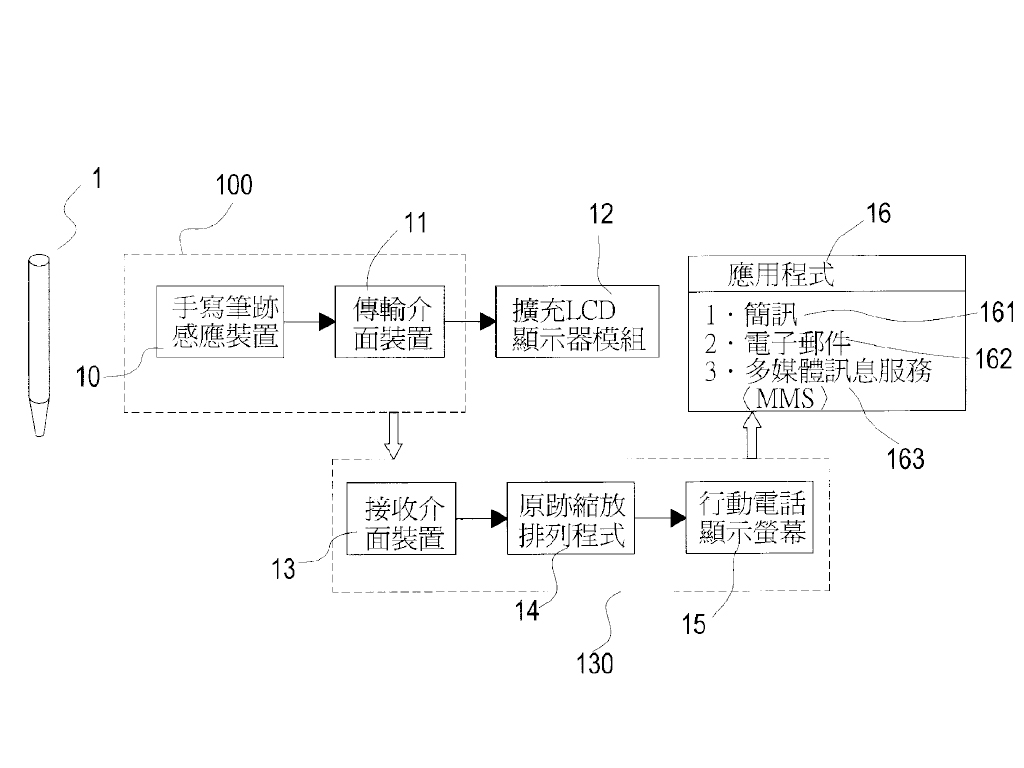 1
100
11
12
16
手寫筆跡
感應裝置
10
傳輸介
面裝置
擴充LCD
顯示器模組
應用程式
1．簡訊
161
2．電子郵件
162
3．多媒體訊息服務
（MMS）
163
接收介
面裝置
13
原跡縮放
排列程式
14
行動電話
顯示螢幕
15
130